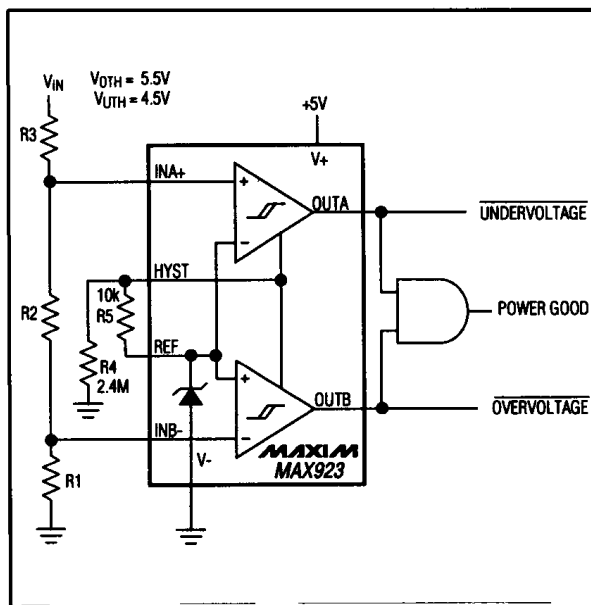 VIN
VOTH = 5.5V
VUTH = 4.5V
+5V
R3
V+
INA+
+
OUTA
UNDERVOLTAGE
−
HYST
10k
R5
POWER GOOD
R2
REF
R4
2.4M
+
OUTB
OVERVOLTAGE
INB-
−
V-
MAXIM
MAX923
R1